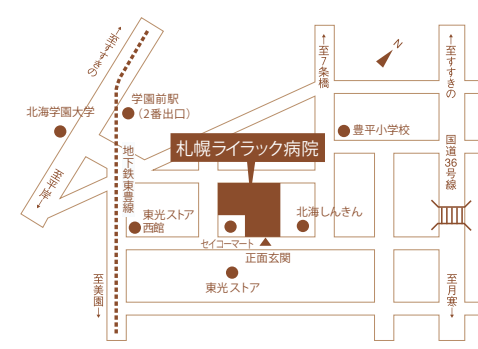 ←至すすきの
←至7条橋
N
←至すすきの
学園前駅
（2番出口）
北海学園大学
豊平小学校
国道36号線
札幌ライラック病院
地下鉄東豊線
至平岸→
東光ストア
西館
北海しんきん
セイコーマート
正面玄関
東光ストア
至美園→
至月寒→